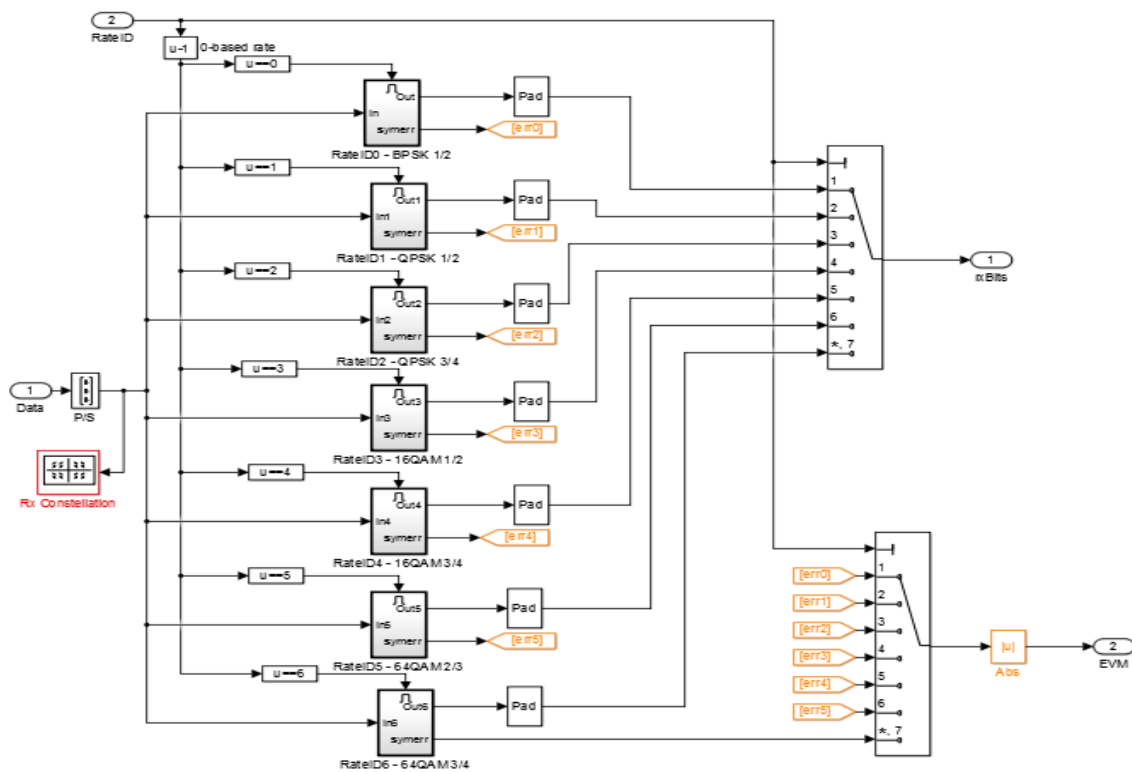 2
RateID
u-1
0-based rate
u==0
Out
In
symerr
Pad
[err0]
RateID0 - BPSK 1/2
u==1
Out1
In1
symerr
Pad
[err1]
RateID1 - QPSK 1/2
u==2
Out2
In2
symerr
Pad
[err2]
RateID2 - QPSK 3/4
u==3
Out3
In3
symerr
Pad
[err3]
RateID3 - 16QAM 1/2
u==4
Out4
In4
symerr
Pad
[err4]
RateID4 - 16QAM 3/4
u==5
Out5
In5
symerr
Pad
[err5]
RateID5 - 64QAM 2/3
u==6
Out6
In6
symerr
Pad
RateID6 - 64QAM 3/4
1
Data
P/S
Rx Constellation
1
2
3
4
5
6
*, 7
1
rxBits
[err0]
[err1]
[err2]
[err3]
[err4]
[err5]
1
2
3
4
5
6
*, 7
|u|
Abs
2
EVM